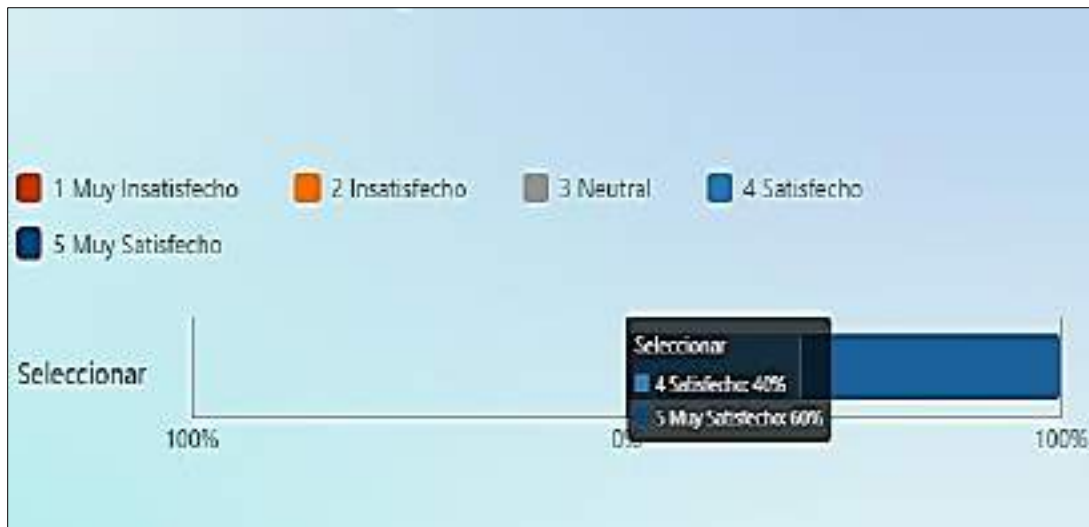 1 Muy Insatisfecho
2 Insatisfecho
3 Neutral
4 Satisfecho
5 Muy Satisfecho
Seleccionar
Seleccionar
4 Satisfecho: 40%
5 Muy Satisfecho: 60%
100%
0%
100%